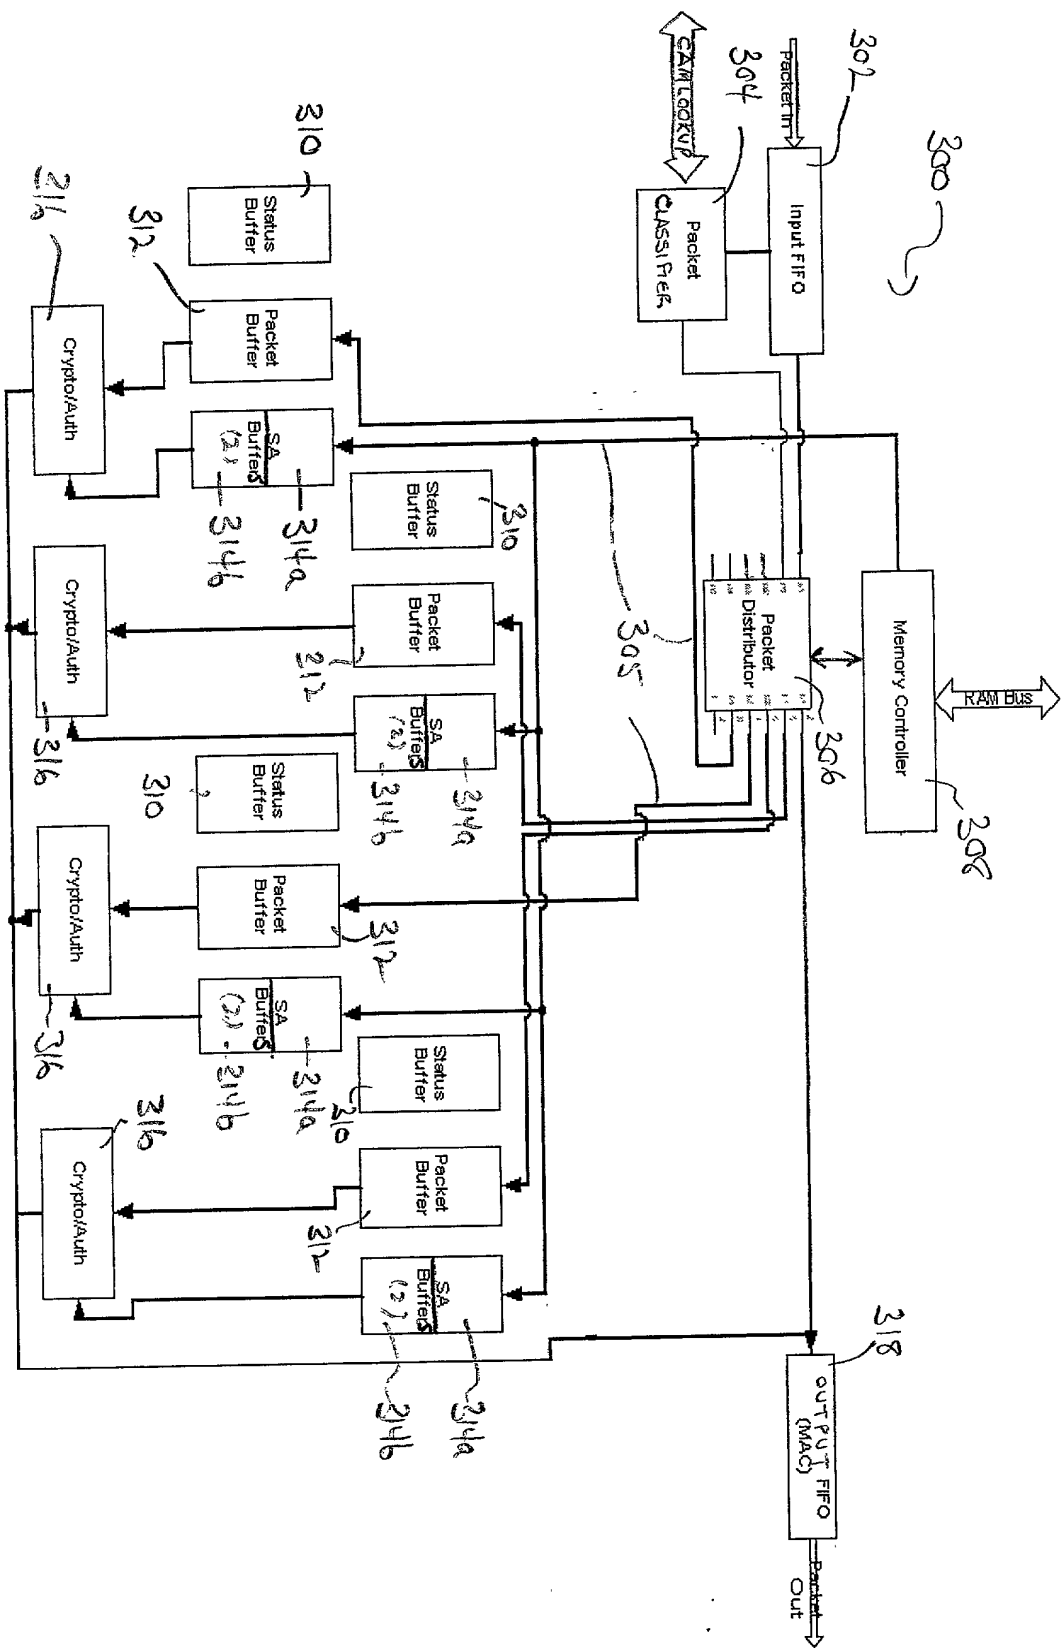 300
302
Packet In
Input FIFO
304
CAM LOOKUP
Packet
CLASSIFIER
RAM Bus
Memory Controller
308
Packet
Distributor
306
305
318
OUTPUT FIFO
(MAC)
Packet
Out
310
Status
Buffer
312
Packet
Buffer
SA
Buffers
(2)
314a
314b
216
Crypto/Auth
310
Status
Buffer
212
Packet
Buffer
SA
Buffers
(2)
314a
314b
Crypto/Auth
316
310
Status
Buffer
312
Packet
Buffer
SA
Buffers
(2)
314a
314b
Crypto/Auth
316
310
Status
Buffer
312
Packet
Buffer
SA
Buffers
(2)
314a
314b
316
Crypto/Auth